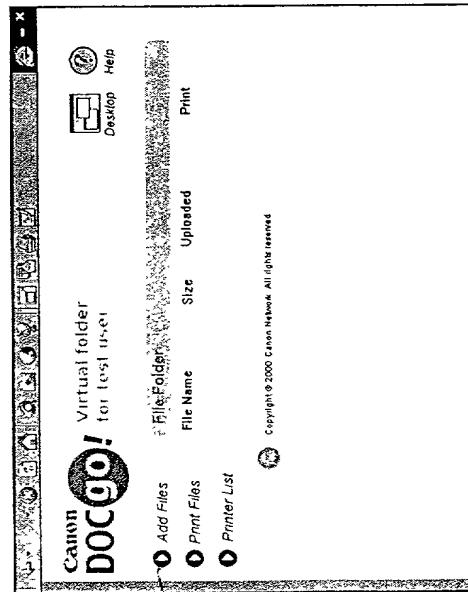 Canon
DOCgo!
Virtual folder
for test user
Desktop
Help
Add Files
Print Files
Printer List
File Folder
File Name Size Uploaded Print
Copyright © 2000 Canon Network All rights reserved